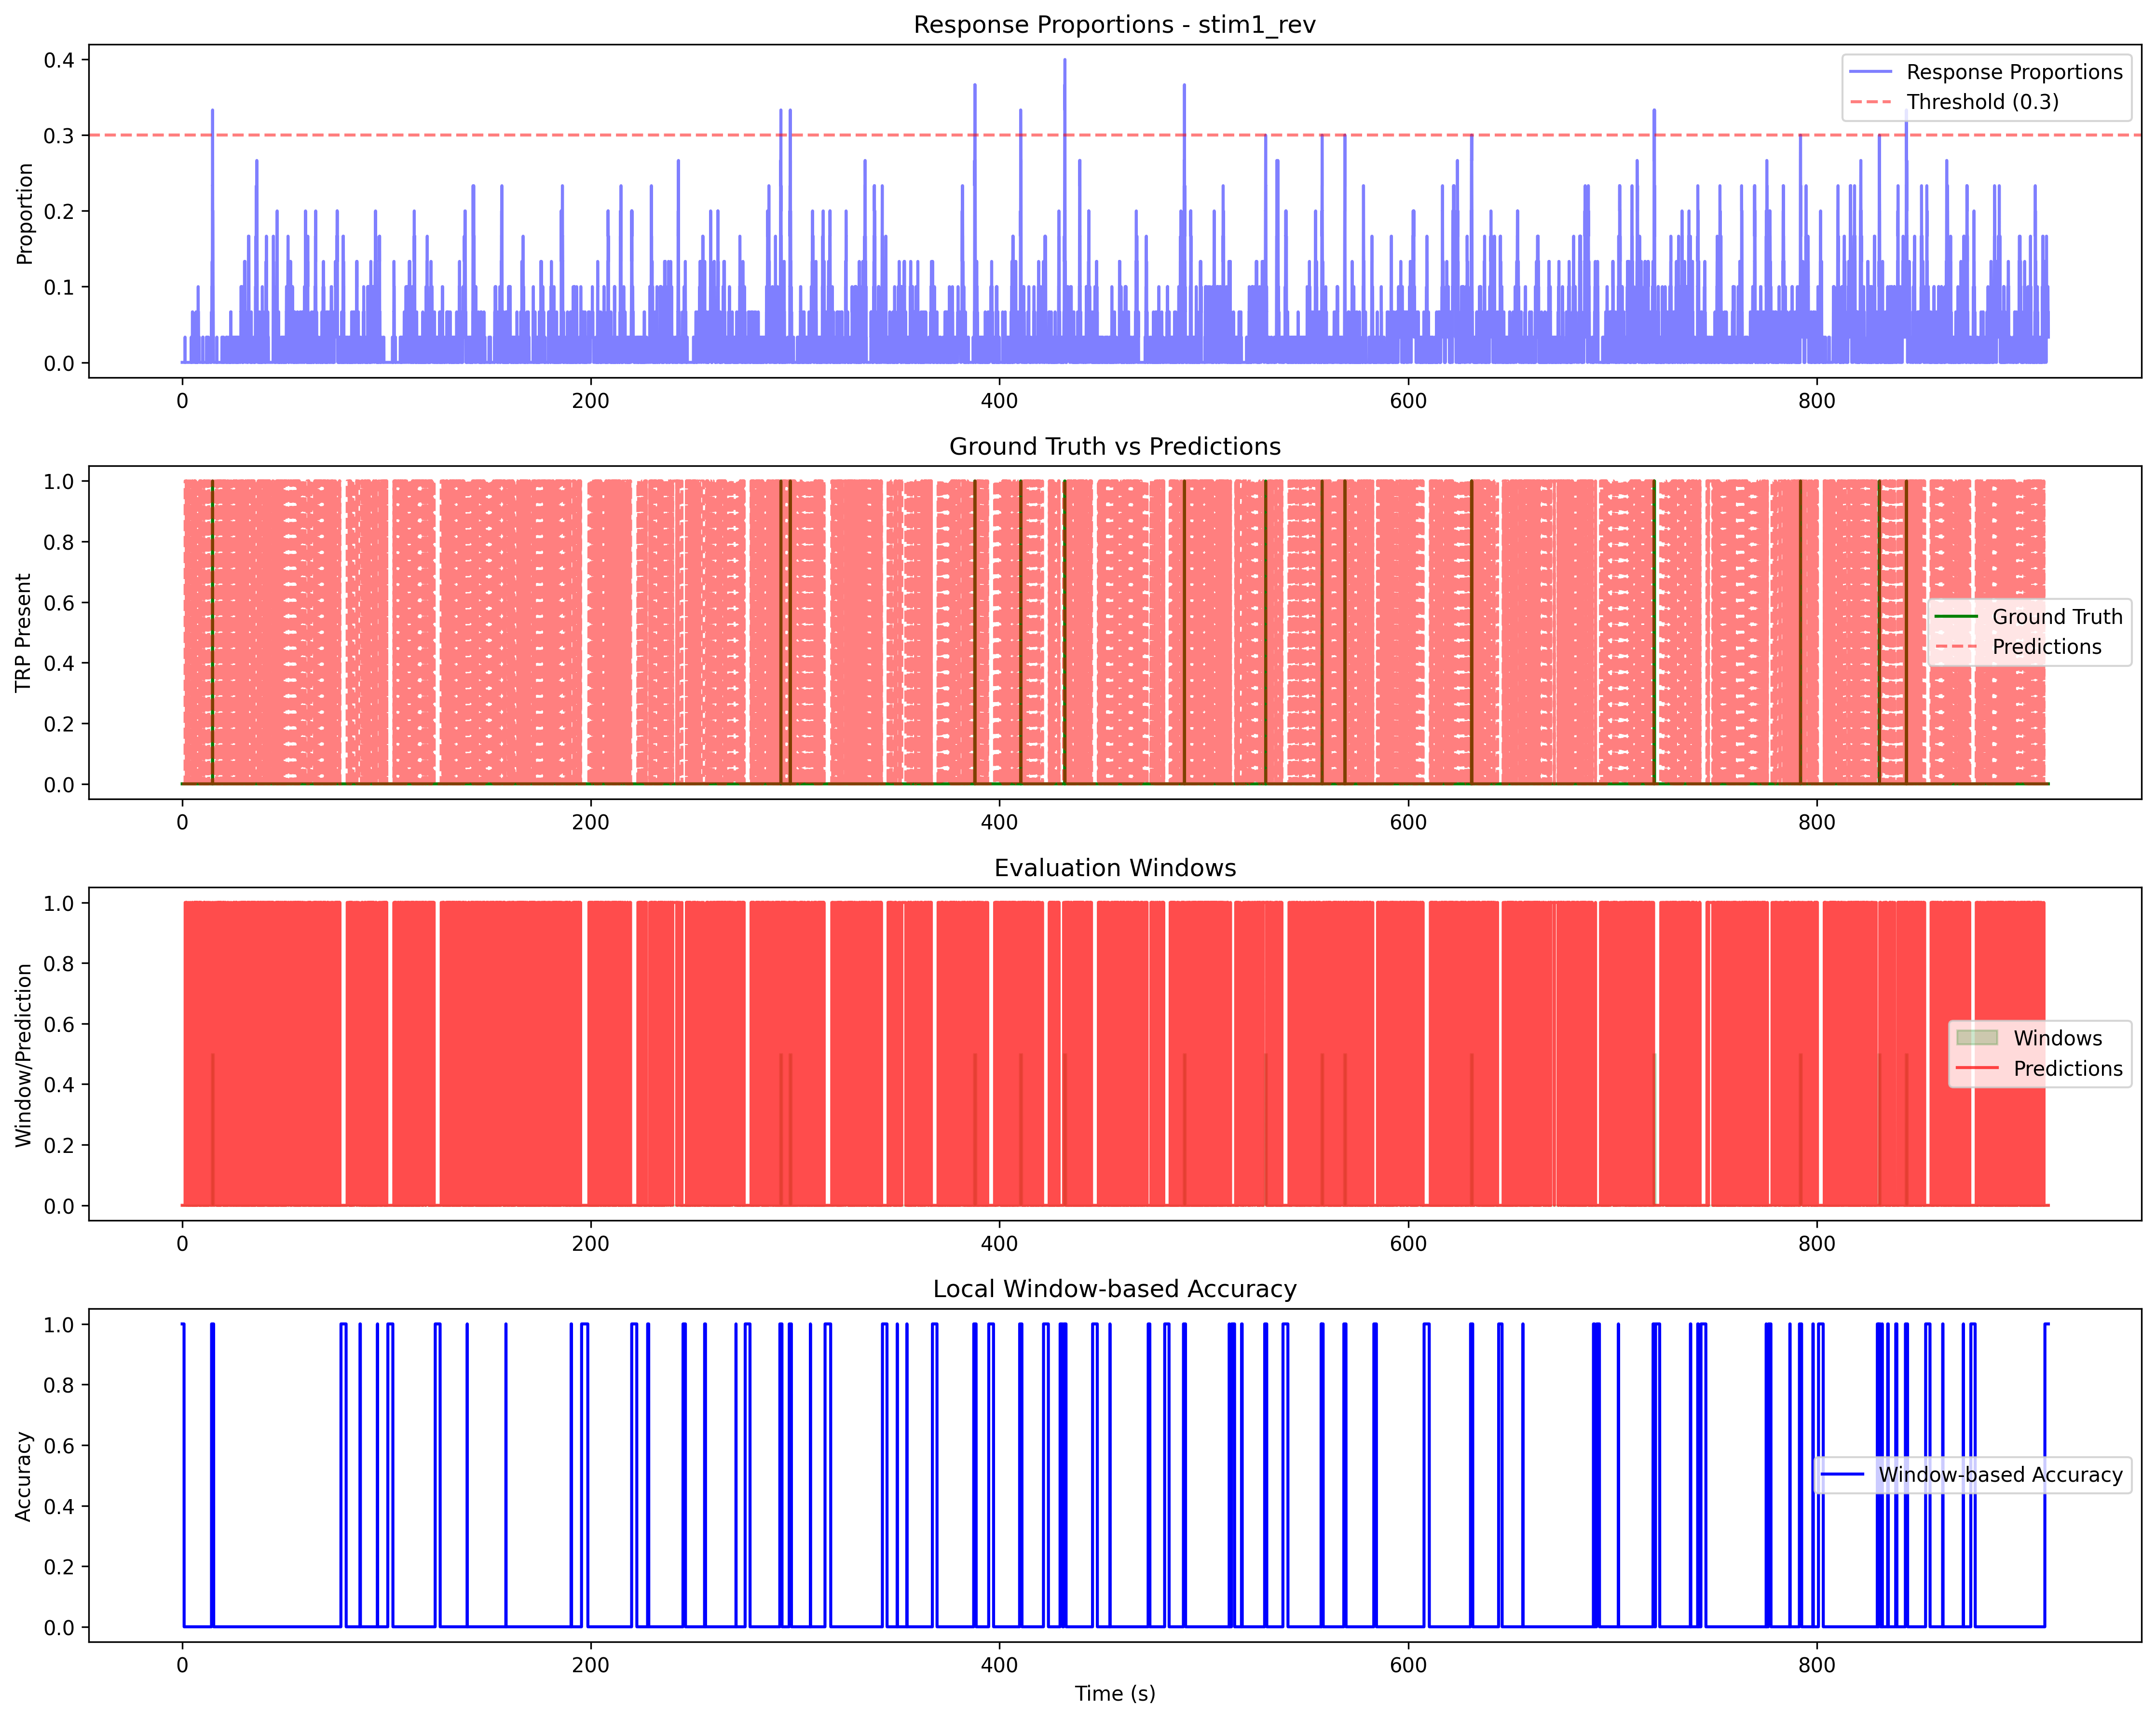 Response Proportions - stim1_rev
Proportion
0.4
0.3
0.2
0.1
0.0
Response Proportions
Threshold (0.3)
0 200 400 600 800
Ground Truth vs Predictions
TRP Present
1.0
0.8
0.6
0.4
0.2
0.0
Ground Truth
Predictions
0 200 400 600 800
Evaluation Windows
Window/Prediction
1.0
0.8
0.6
0.4
0.2
0.0
Windows
Predictions
0 200 400 600 800
Local Window-based Accuracy
Accuracy
1.0
0.8
0.6
0.4
0.2
0.0
Window-based Accuracy
0 200 400 600 800
Time (s)